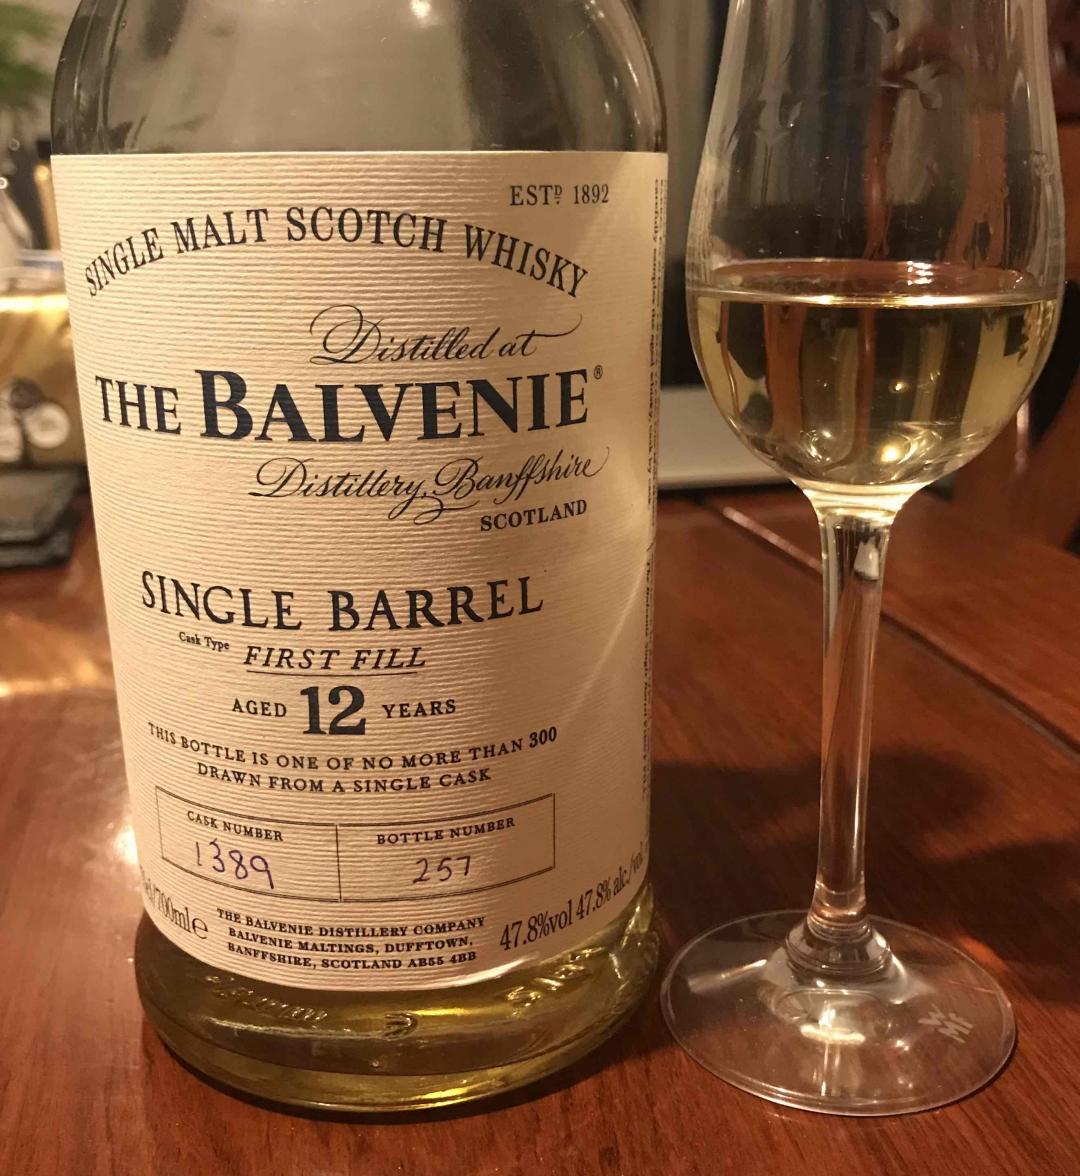 ESTD 1892
SINGLE MALT SCOTCH WHISKY
Distilled at
THE BALVENIE®
Distillery, Banffshire
SCOTLAND
SINGLE BARREL
Cask Type FIRST FILL
AGED 12 YEARS
THIS BOTTLE IS ONE OF NO MORE THAN 300
DRAWN FROM A SINGLE CASK
CASK NUMBER
1389
BOTTLE NUMBER
257
700ml e
THE BALVENIE DISTILLERY COMPANY
BALVENIE MALTINGS, DUFFTOWN,
BANFFSHIRE, SCOTLAND AB55 4BB
47.8%vol 47.8% alc./vol
WMF